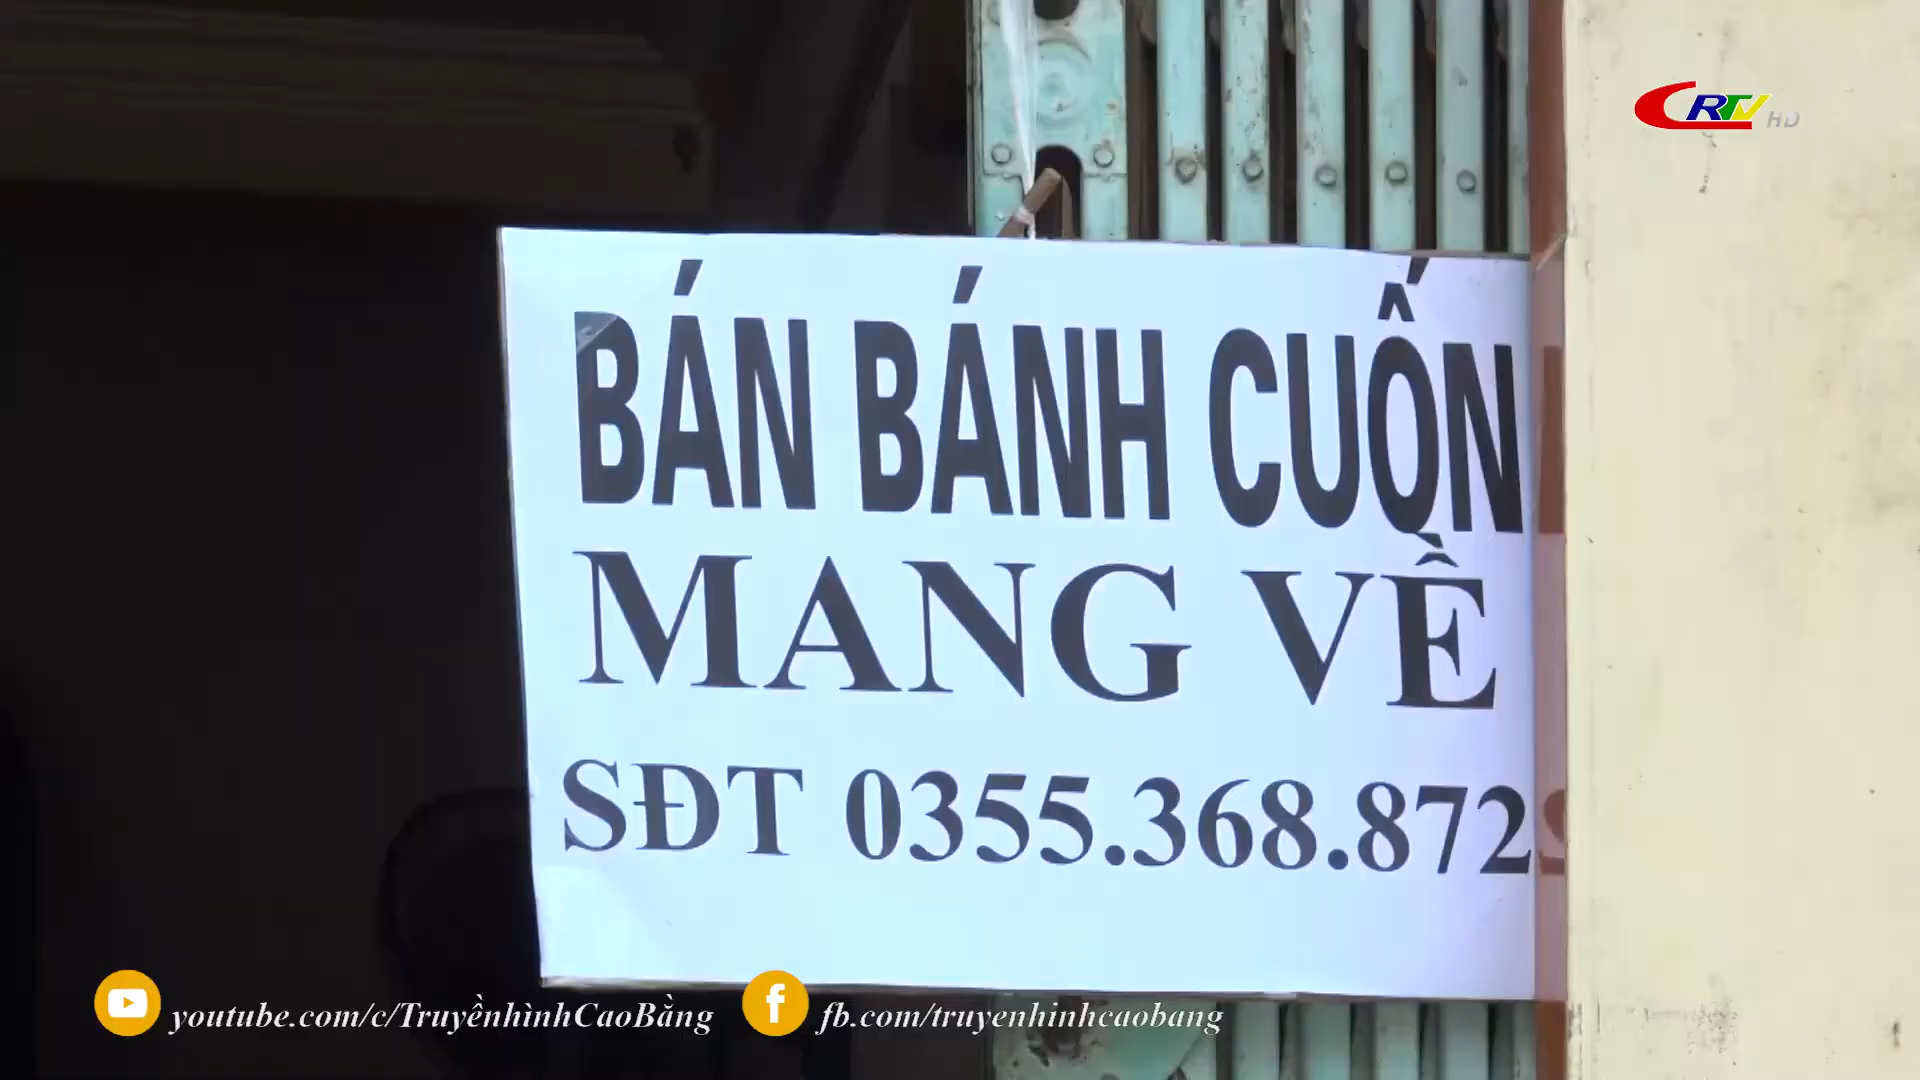 CRTV HD
BÁN BÁNH CUỐN
MANG VỀ
SĐT 0355.368.872
youtube.com/c/TruyềnhìnhCaoBằng
fb.com/truyenhinhcaobang